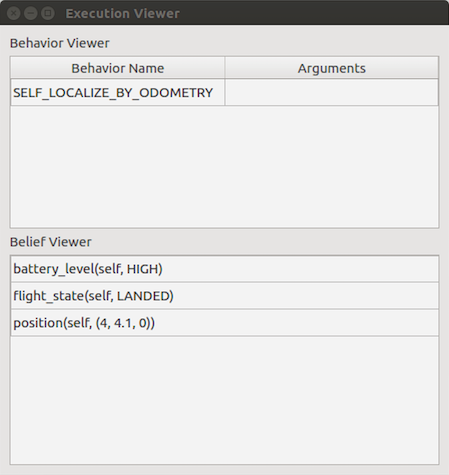 Execution Viewer
Behavior Viewer
Behavior Name Arguments
SELF_LOCALIZE_BY_ODOMETRY
Belief Viewer
battery_level(self, HIGH)
flight_state(self, LANDED)
position(self, (4, 4.1, 0))